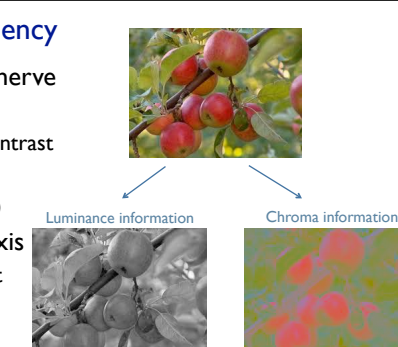 ency
nerve
ntrast
Luminance information
Chroma information
xis